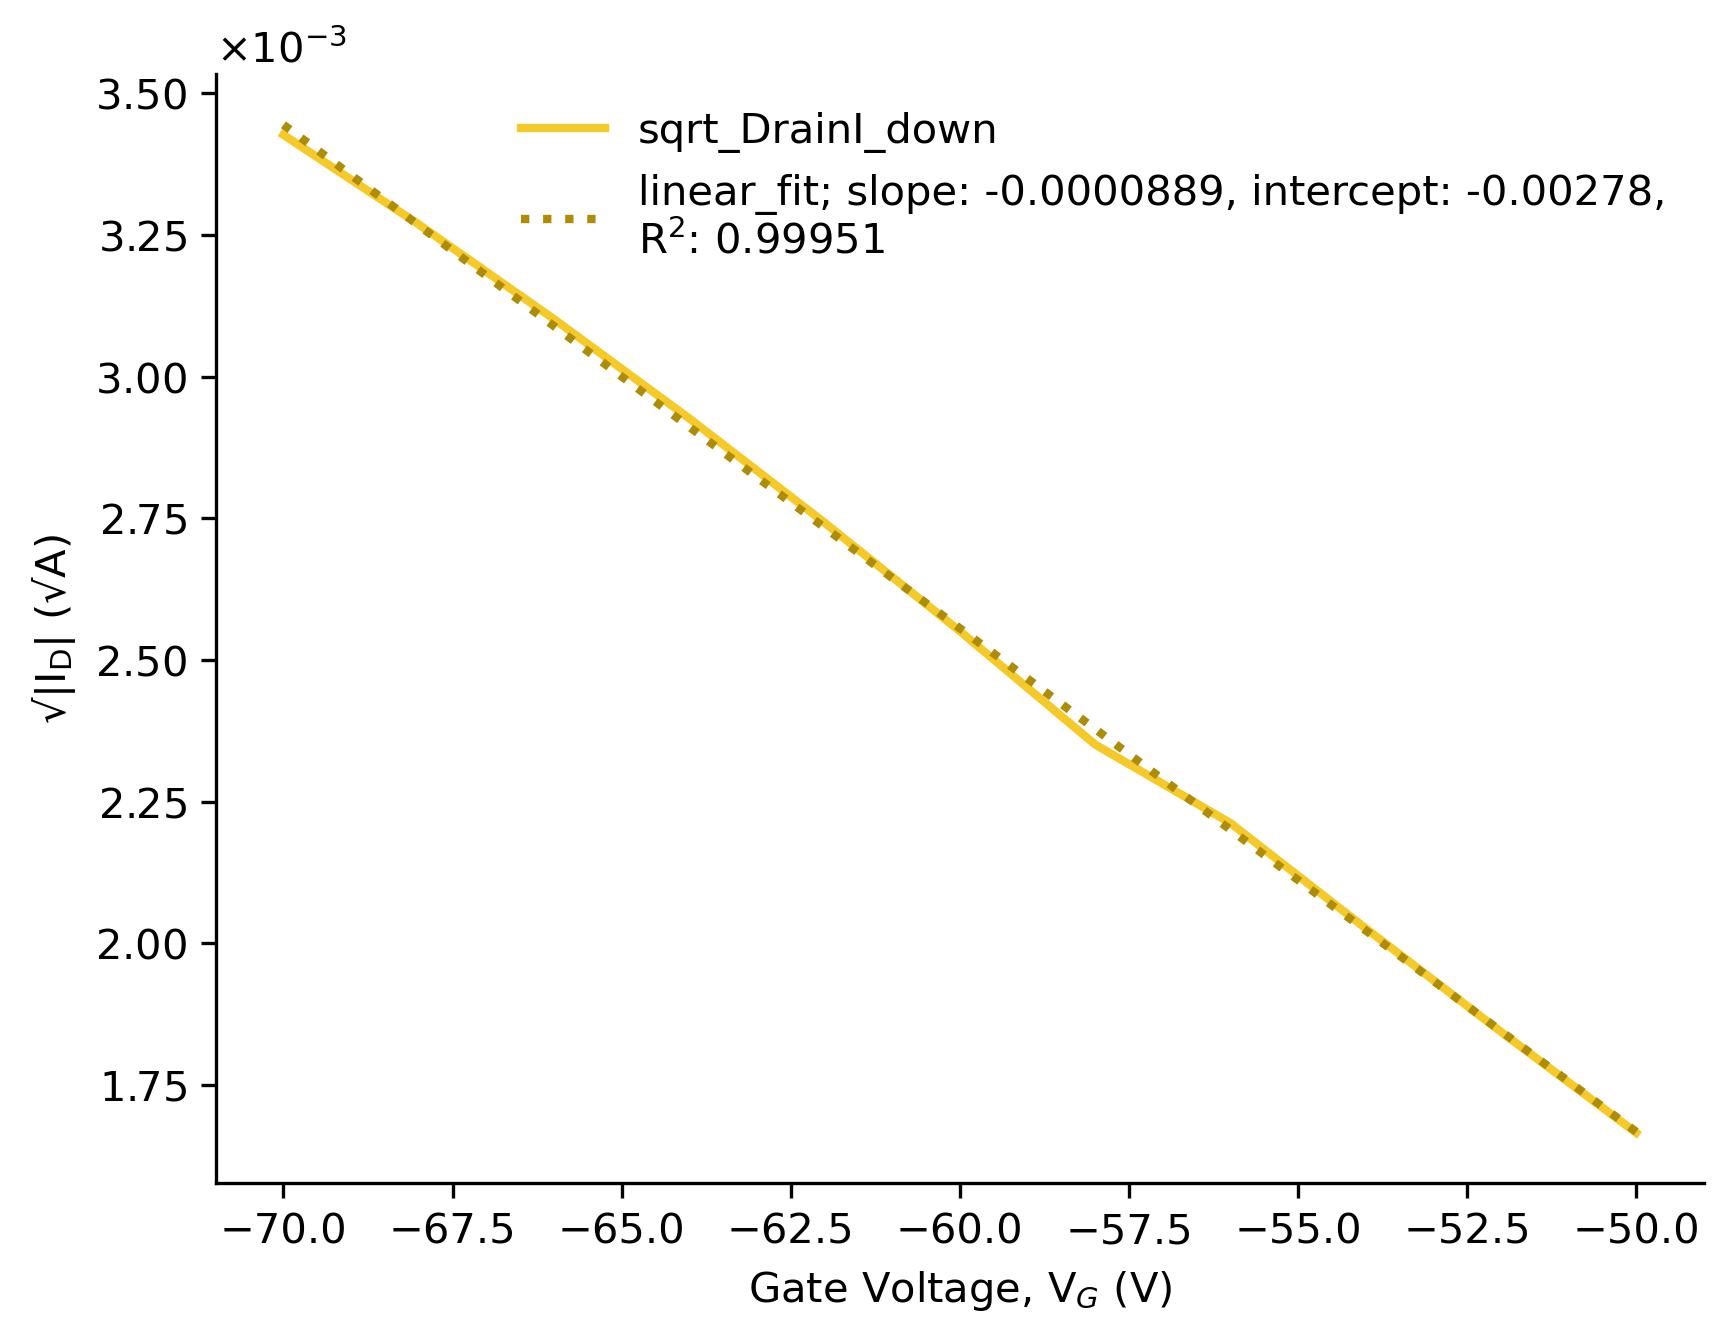 ×10⁻³
3.50
3.25
3.00
2.75
2.50
2.25
2.00
1.75
√|I_D| (√A)
sqrt_DrainI_down
linear_fit; slope: -0.0000889, intercept: -0.00278,
R²: 0.99951
−70.0 −67.5 −65.0 −62.5 −60.0 −57.5 −55.0 −52.5 −50.0
Gate Voltage, V_G (V)